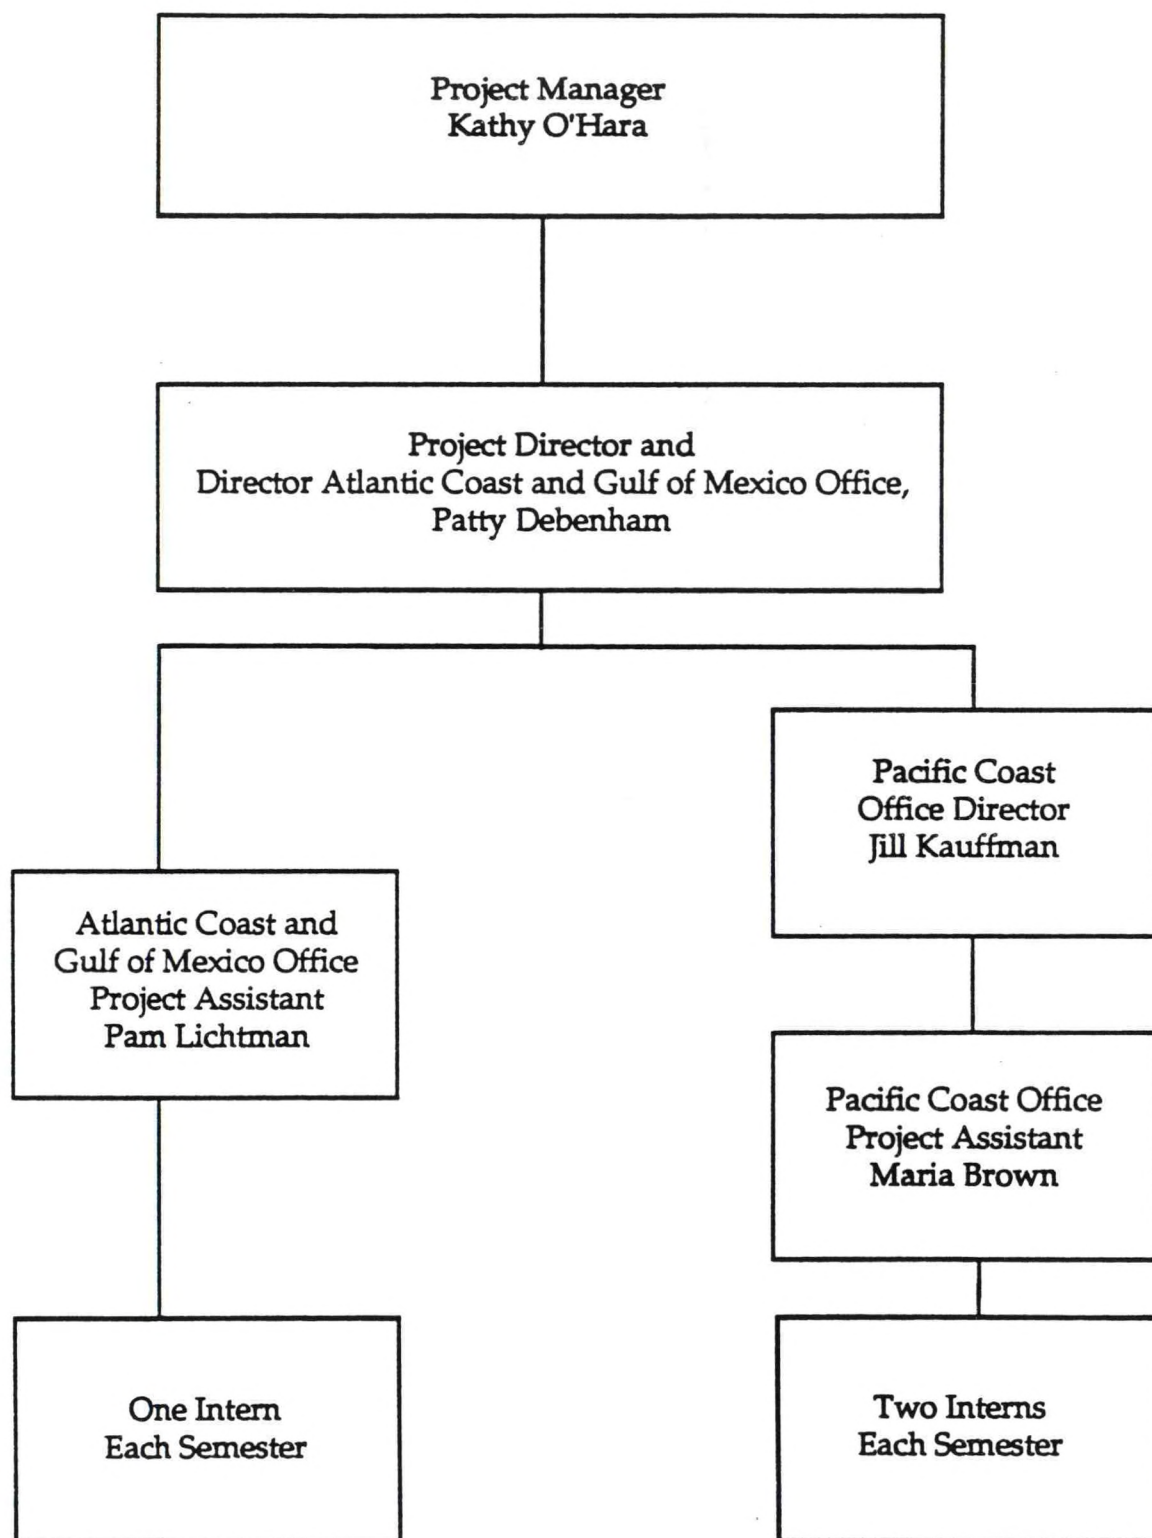 Project Manager
Kathy O'Hara
Project Director and
Director Atlantic Coast and Gulf of Mexico Office,
Patty Debenham
Pacific Coast
Office Director
Jill Kauffman
Atlantic Coast and
Gulf of Mexico Office
Project Assistant
Pam Lichtman
Pacific Coast Office
Project Assistant
Maria Brown
One Intern
Each Semester
Two Interns
Each Semester